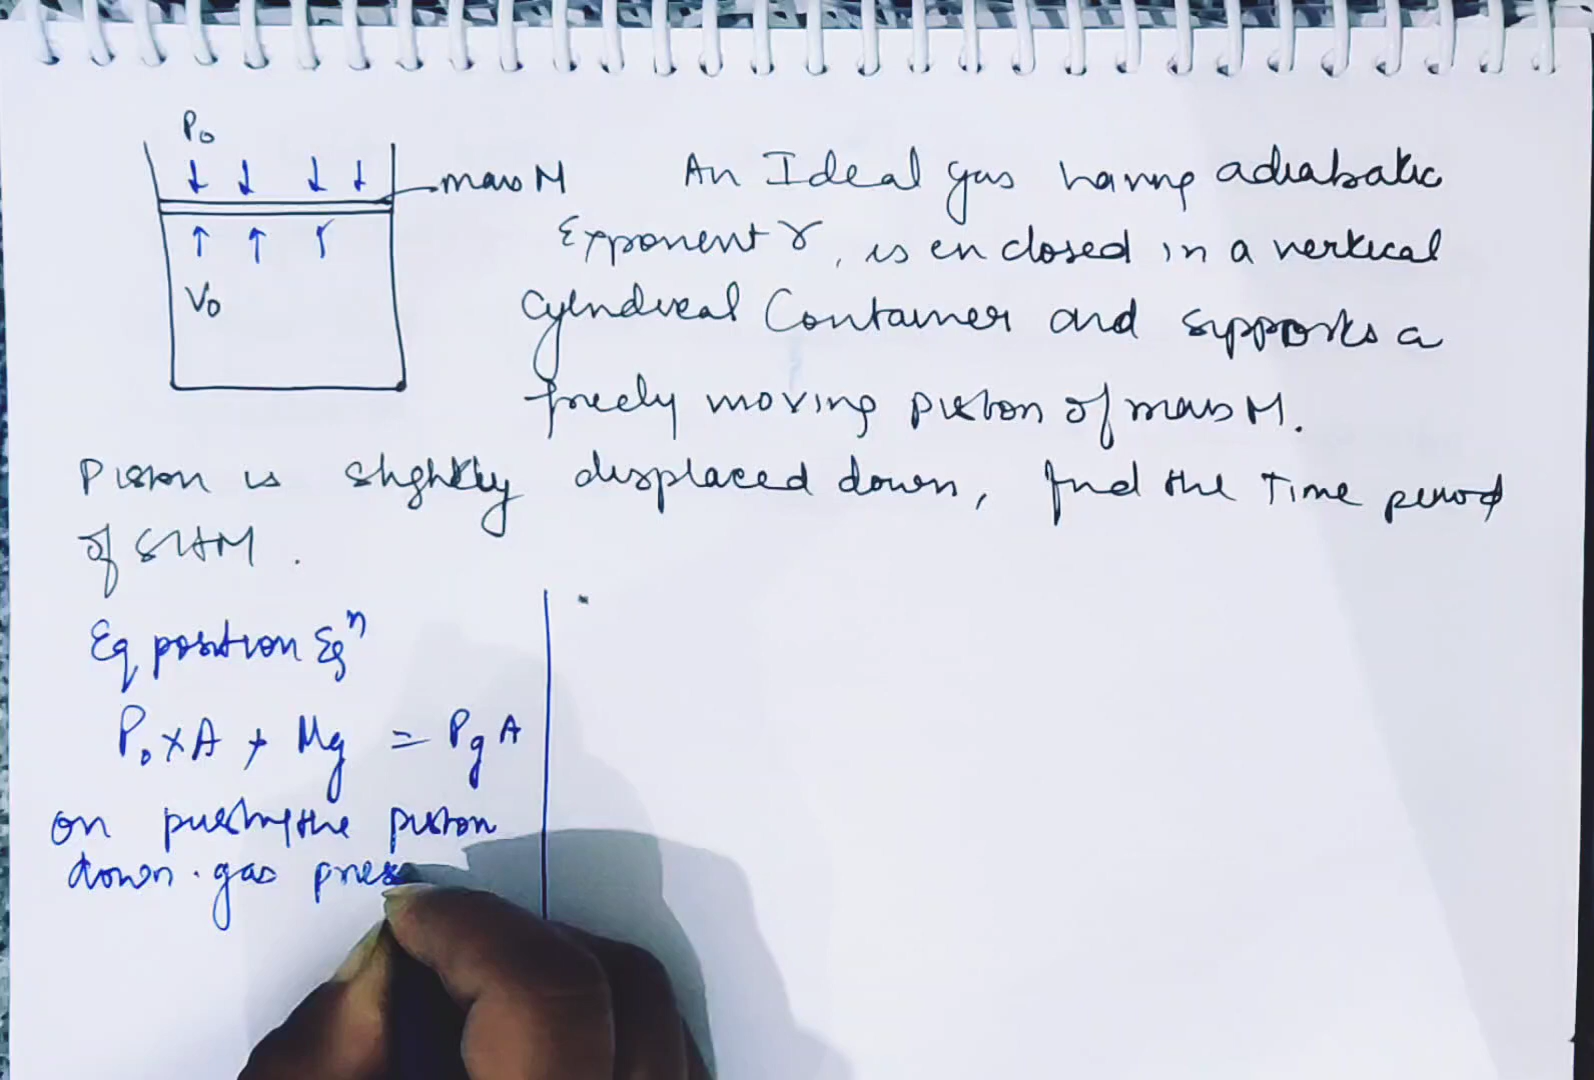 P₀
mass M
V₀
An Ideal gas having adiabatic
Exponent γ, is enclosed in a vertical
Cylindrical Container and supports a
freely moving piston of mass M.
Piston is slightly displaced down, find the Time period
of SHM.
Eq position Eqⁿ
P₀ × A + Mg = Pg A
on pushing the piston
down. gas pres